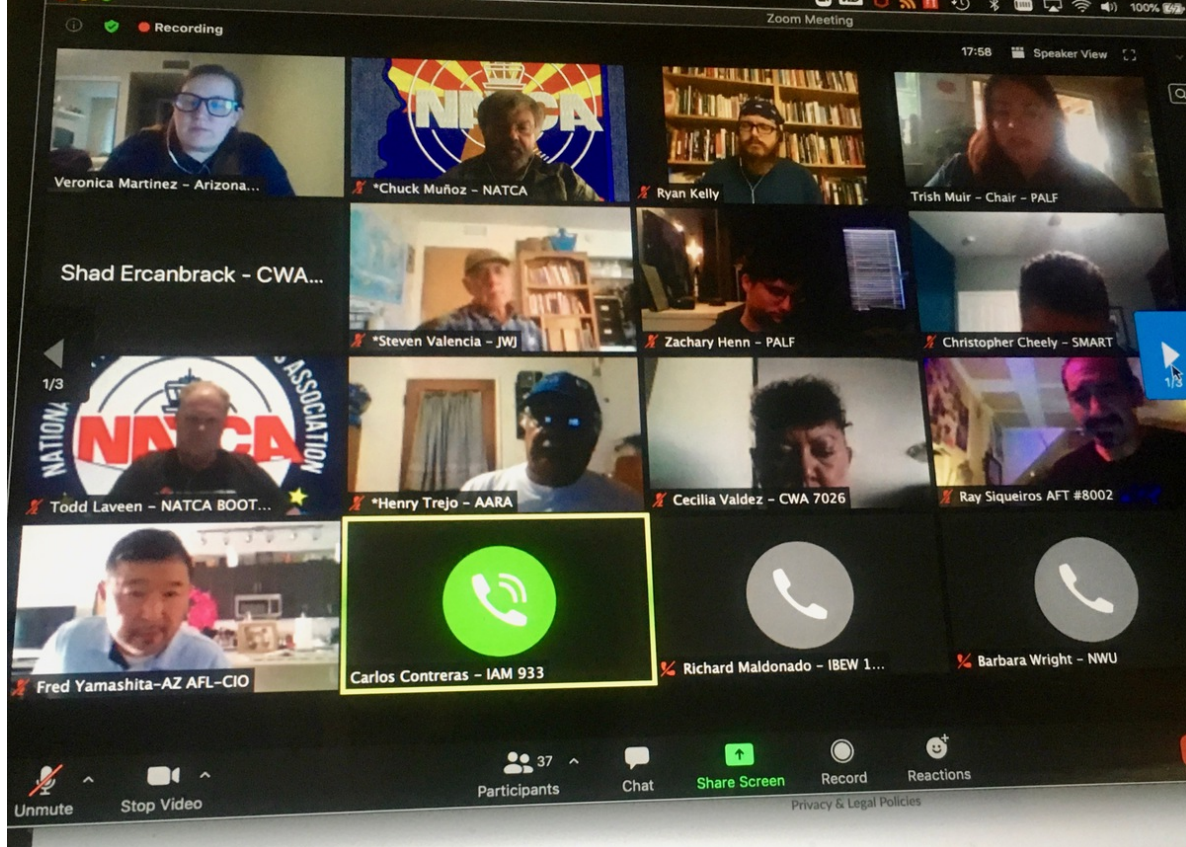 Zoom Meeting
100%
Recording
17:58 Speaker View
Veronica Martinez - Arizona...
NATCA
*Chuck Muñoz - NATCA
Ryan Kelly
Trish Muir - Chair - PALF
Shad Ercanbrack - CWA...
*Steven Valencia - JWJ
Zachary Henn - PALF
Christopher Cheely - SMART
1/3
1/3
NATIONA
S ASSOCIATION
NATCA
Todd Laveen - NATCA BOOT...
*Henry Trejo - AARA
Cecilia Valdez - CWA 7026
Ray Siqueiros AFT #8002
Fred Yamashita-AZ AFL-CIO
Carlos Contreras - IAM 933
Richard Maldonado - IBEW 1...
Barbara Wright - NWU
Unmute
Stop Video
37
Participants
Chat
Share Screen
Record
Reactions
Privacy & Legal Policies